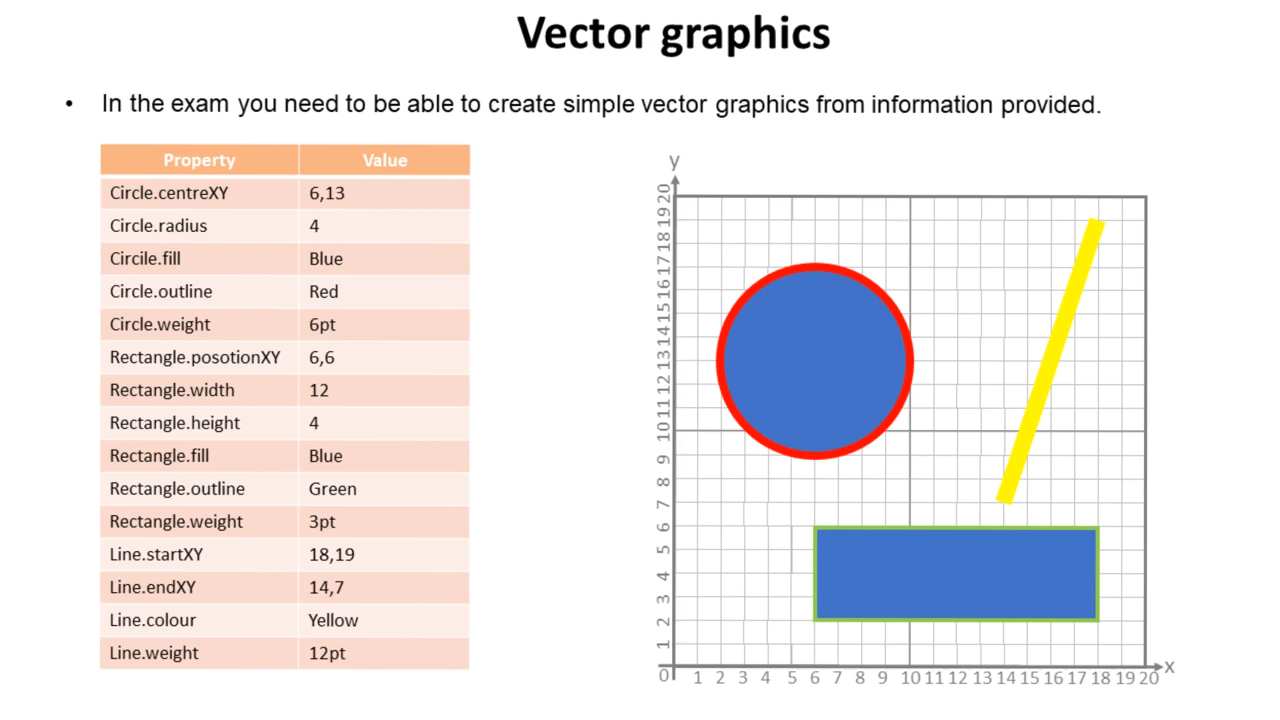 Vector graphics
• In the exam you need to be able to create simple vector graphics from information provided.
Property Value
Circle.centreXY 6,13
Circle.radius 4
Circile.fill Blue
Circle.outline Red
Circle.weight 6pt
Rectangle.posotionXY 6,6
Rectangle.width 12
Rectangle.height 4
Rectangle.fill Blue
Rectangle.outline Green
Rectangle.weight 3pt
Line.startXY 18,19
Line.endXY 14,7
Line.colour Yellow
Line.weight 12pt
y
20
19
18
17
16
15
14
13
12
11
10
9
8
7
6
5
4
3
2
1
0 1 2 3 4 5 6 7 8 9 10 11 12 13 14 15 16 17 18 19 20
x